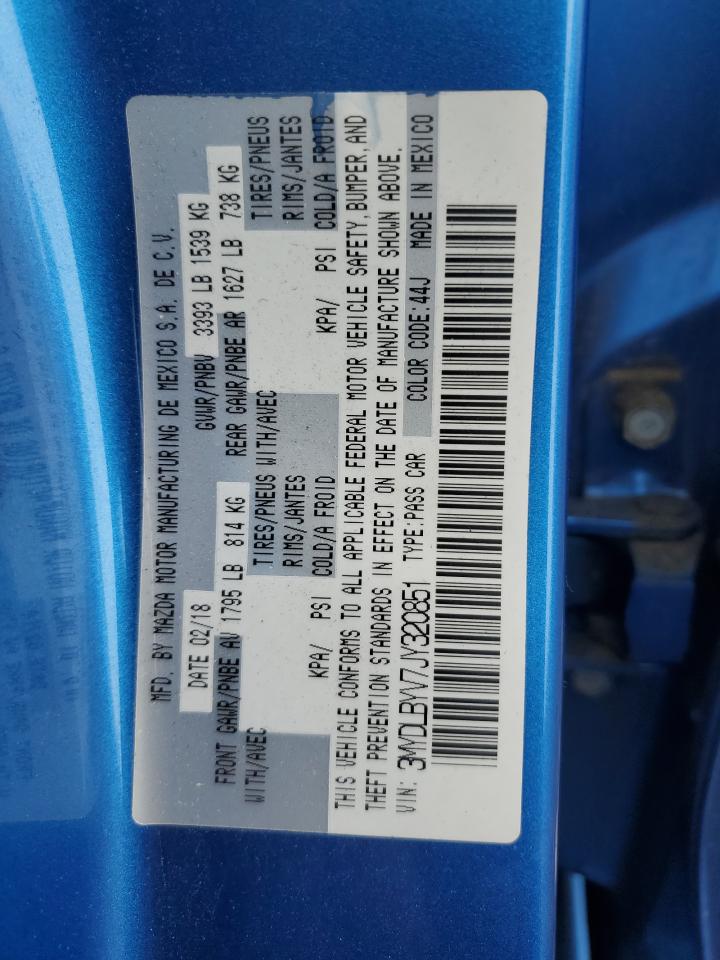 MFD. BY MAZDA MOTOR MANUFACTURING DE MEXICO S.A. DE C.V.
DATE 02/18 GVWR/PNBV 3393 LB 1539 KG
FRONT GAWR/PNBE AV 1795 LB 814 KG REAR GAWR/PNBE AR 1627 LB 738 KG
WITH/AVEC TIRES/PNEUS WITH/AVEC TIRES/PNEUS
RIMS/JANTES RIMS/JANTES
KPA/ PSI COLD/A FROID KPA/ PSI COLD/A FROID
THIS VEHICLE CONFORMS TO ALL APPLICABLE FEDERAL MOTOR VEHICLE SAFETY, BUMPER, AND
THEFT PREVENTION STANDARDS IN EFFECT ON THE DATE OF MANUFACTURE SHOWN ABOVE.
VIN: 3MYDLBYV7JY320851 TYPE:PASS CAR COLOR CODE:44J MADE IN MEXICO